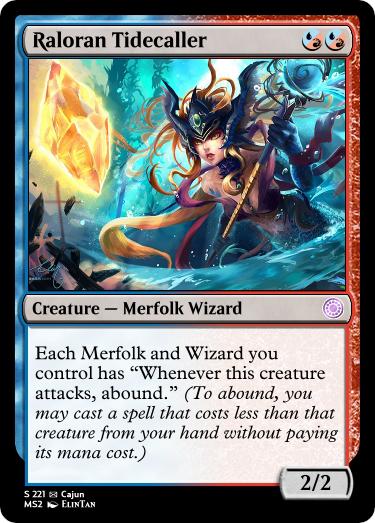 Raloran Tidecaller
Creature — Merfolk Wizard
Each Merfolk and Wizard you
control has “Whenever this creature
attacks, abound.” (To abound, you
may cast a spell that costs less than that
creature from your hand without paying
its mana cost.)
2/2
S 221 ✉ Cajun
MS2 ElinTan